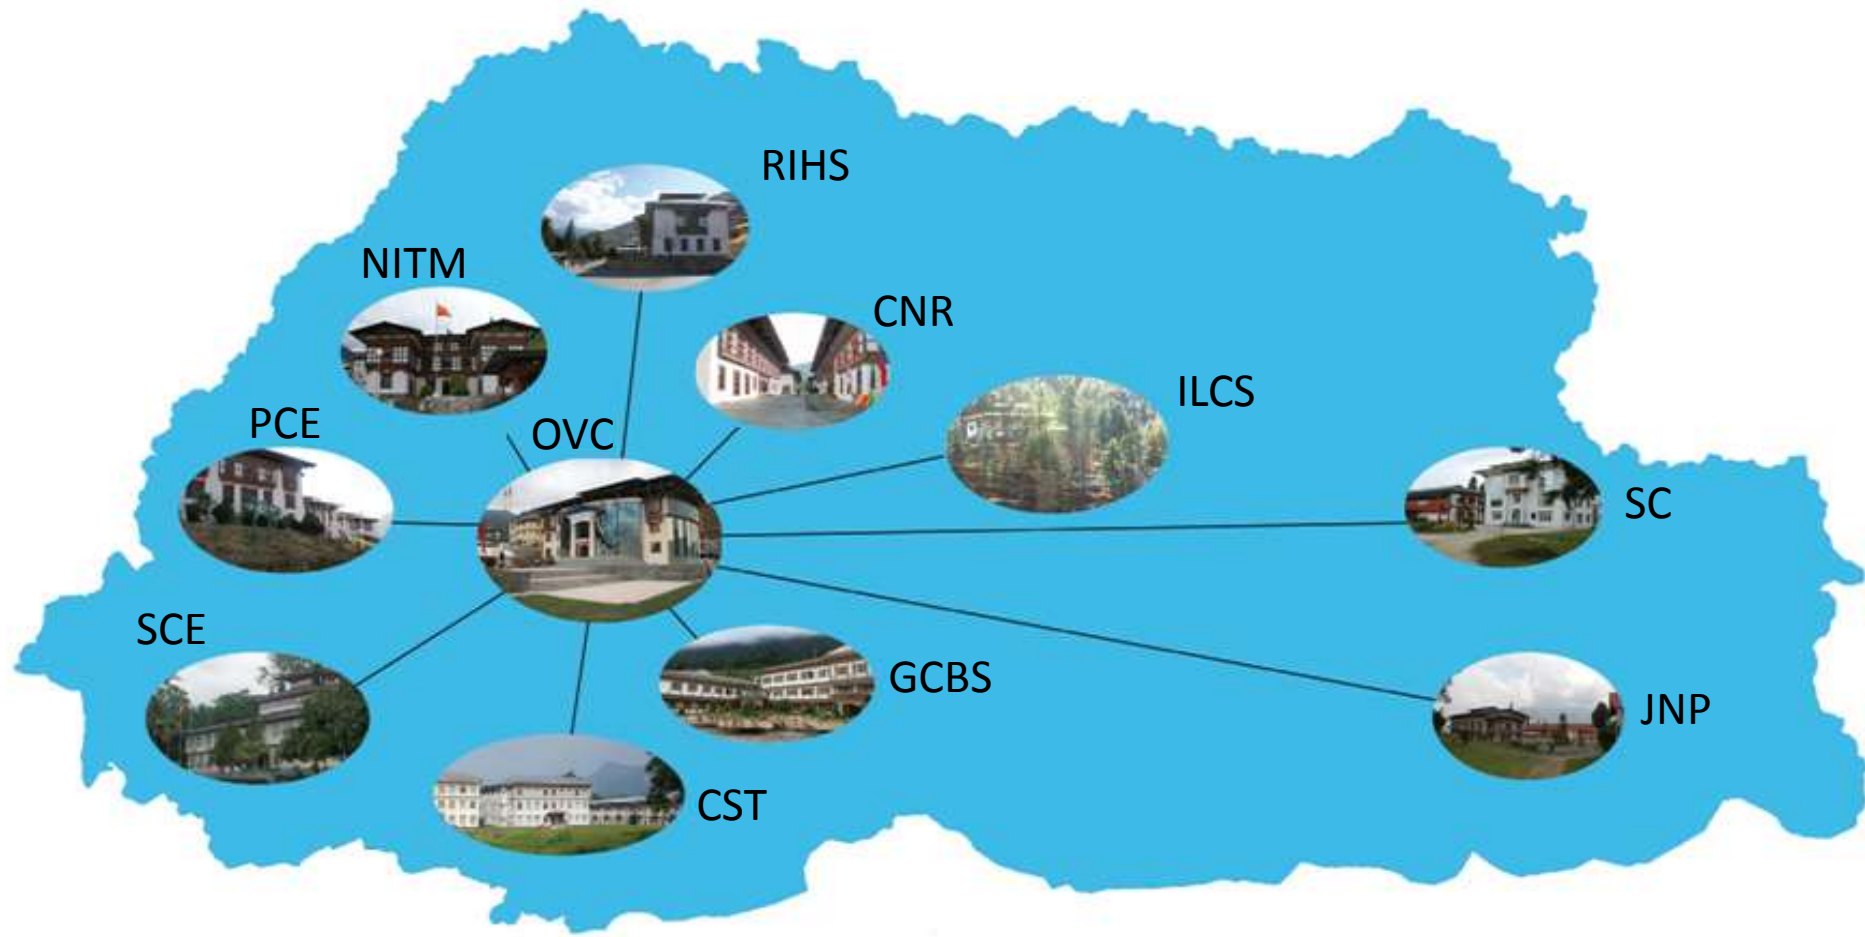 RIHS
NITM
CNR
ILCS
PCE
OVC
SC
SCE
GCBS
JNP
CST